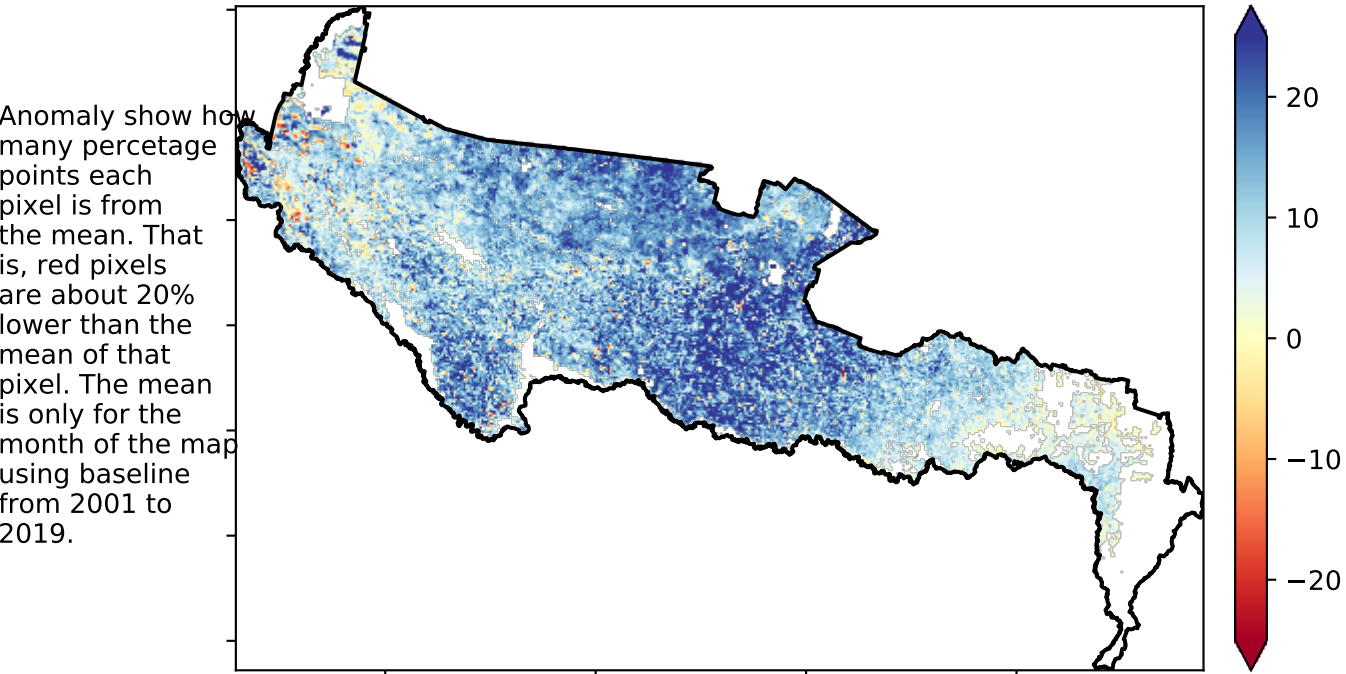 Anomaly show how
many percetage
points each
pixel is from
the mean. That
is, red pixels
are about 20%
lower than the
mean of that
pixel. The mean
is only for the
month of the map
using baseline
from 2001 to
2019.
20
10
0
−10
−20